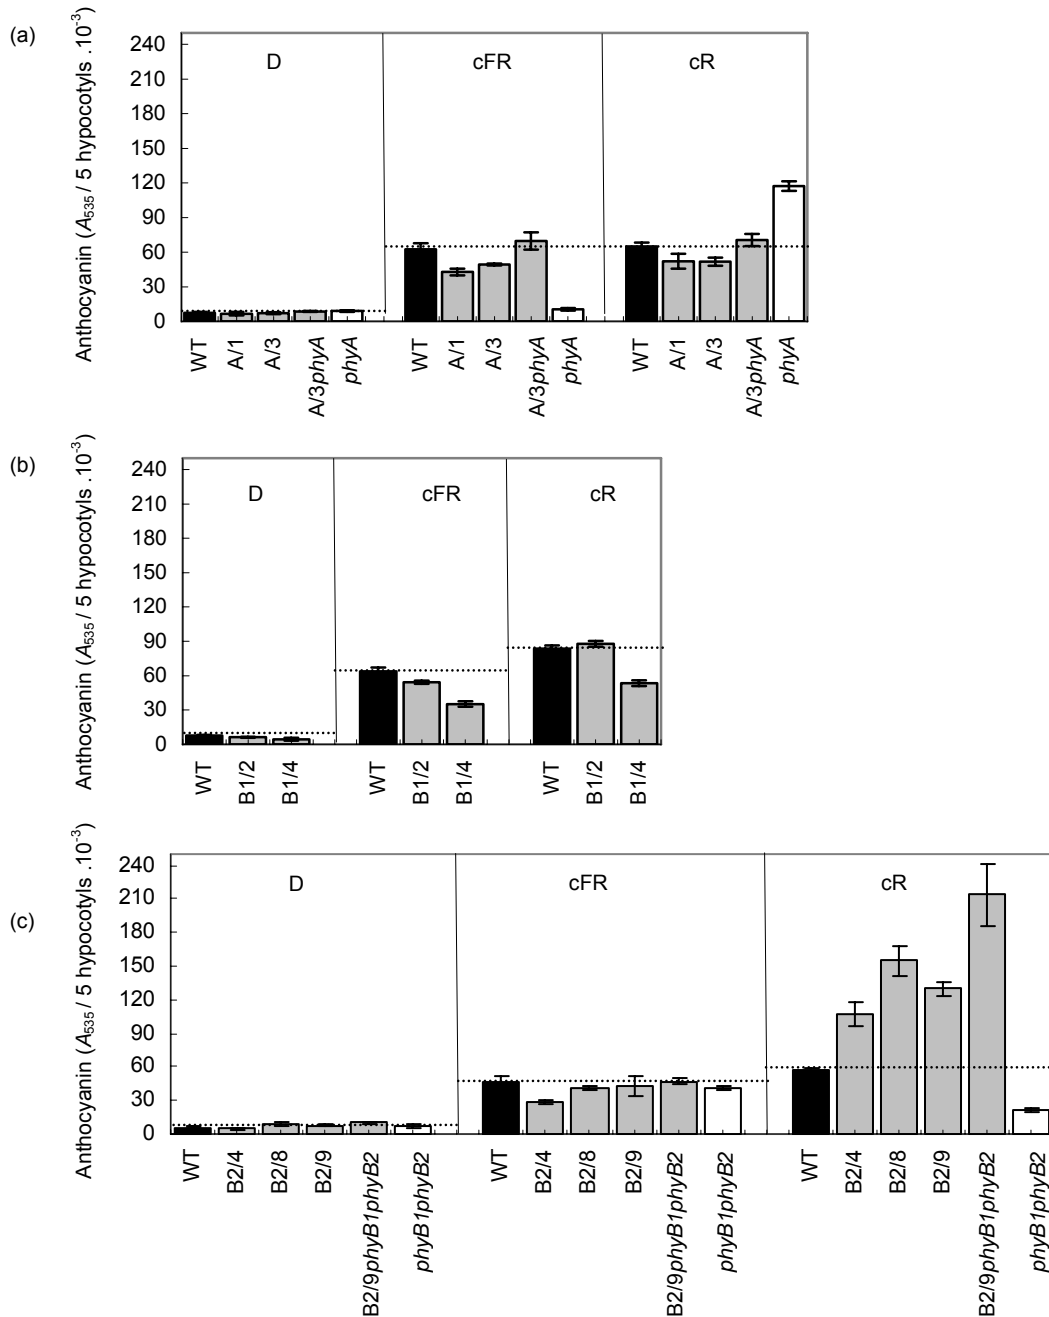 (a)
Anthocyanin (A535 / 5 hypocotyls .10-3)
240
210
180
150
120
90
60
30
0
D
cFR
cR
WT
A/1
A/3
A/3phyA
phyA
WT
A/1
A/3
A/3phyA
phyA
WT
A/1
A/3
A/3phyA
phyA
(b)
Anthocyanin (A535 / 5 hypocotyls .10-3)
240
210
180
150
120
90
60
30
0
D
cFR
cR
WT
B1/2
B1/4
WT
B1/2
B1/4
WT
B1/2
B1/4
(c)
Anthocyanin (A535 / 5 hypocotyls .10-3)
240
210
180
150
120
90
60
30
0
D
cFR
cR
WT
B2/4
B2/8
B2/9
B2/9phyB1phyB2
phyB1phyB2
WT
B2/4
B2/8
B2/9
B2/9phyB1phyB2
phyB1phyB2
WT
B2/4
B2/8
B2/9
B2/9phyB1phyB2
phyB1phyB2